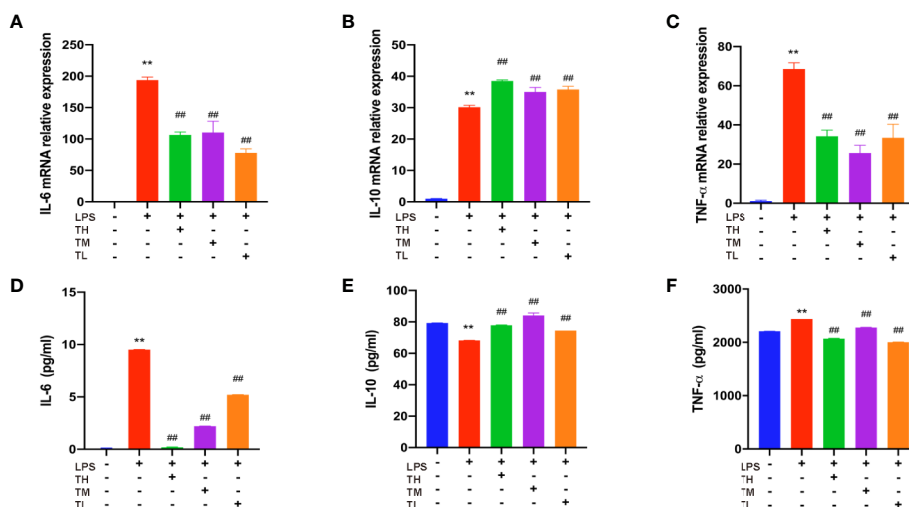 A
IL-6 mRNA relative expression
250
200
150
100
50
0
**
##
##
##
LPS - + + + +
TH - - + - -
TM - - - + -
TL - - - - +
B
IL-10 mRNA relative expression
50
40
30
20
10
0
**
##
##
##
LPS - + + + +
TH - - + - -
TM - - - + -
TL - - - - +
C
TNF-α mRNA relative expression
80
60
40
20
0
**
##
##
##
LPS - + + + +
TH - - + - -
TM - - - + -
TL - - - - +
D
IL-6 (pg/ml)
15
10
5
0
**
##
##
##
LPS - + + + +
TH - - + - -
TM - - - + -
TL - - - - +
E
IL-10 (pg/ml)
100
80
60
40
20
0
**
##
##
##
LPS - + + + +
TH - - + - -
TM - - - + -
TL - - - - +
F
TNF-α (pg/ml)
3000
2000
1000
0
**
##
##
##
LPS - + + + +
TH - - + - -
TM - - - + -
TL - - - - +